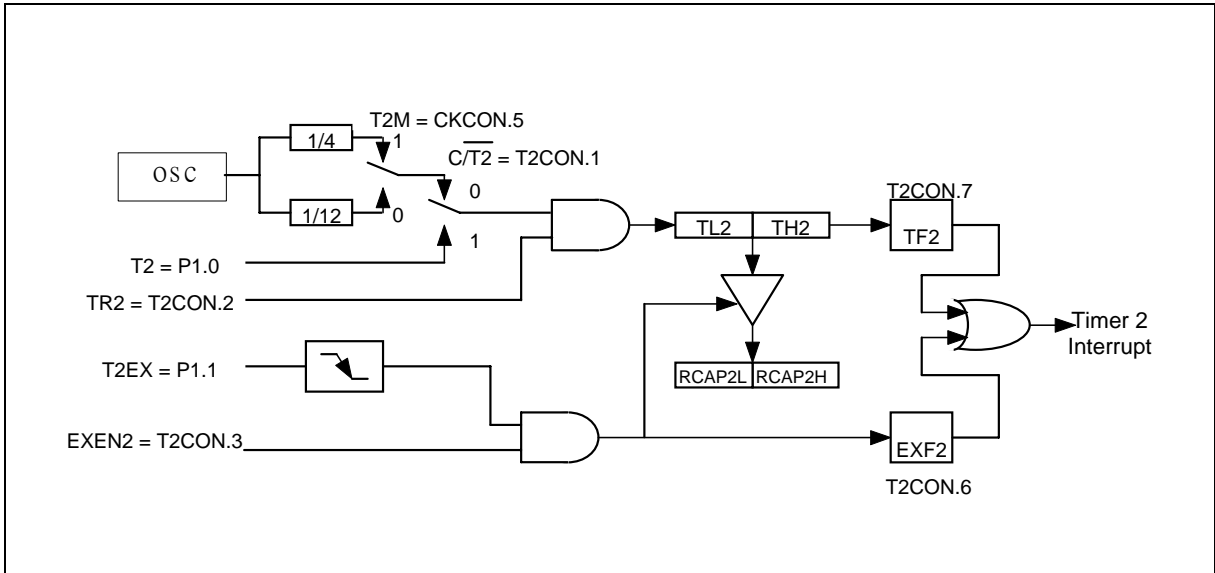 T2M = CKCON.5
1/4
1
C/T2 = T2CON.1
OSC
0
T2CON.7
1/12
0
TL2
TH2
TF2
1
T2 = P1.0
TR2 = T2CON.2
Timer 2
Interrupt
T2EX = P1.1
RCAP2L
RCAP2H
EXEN2 = T2CON.3
EXF2
T2CON.6